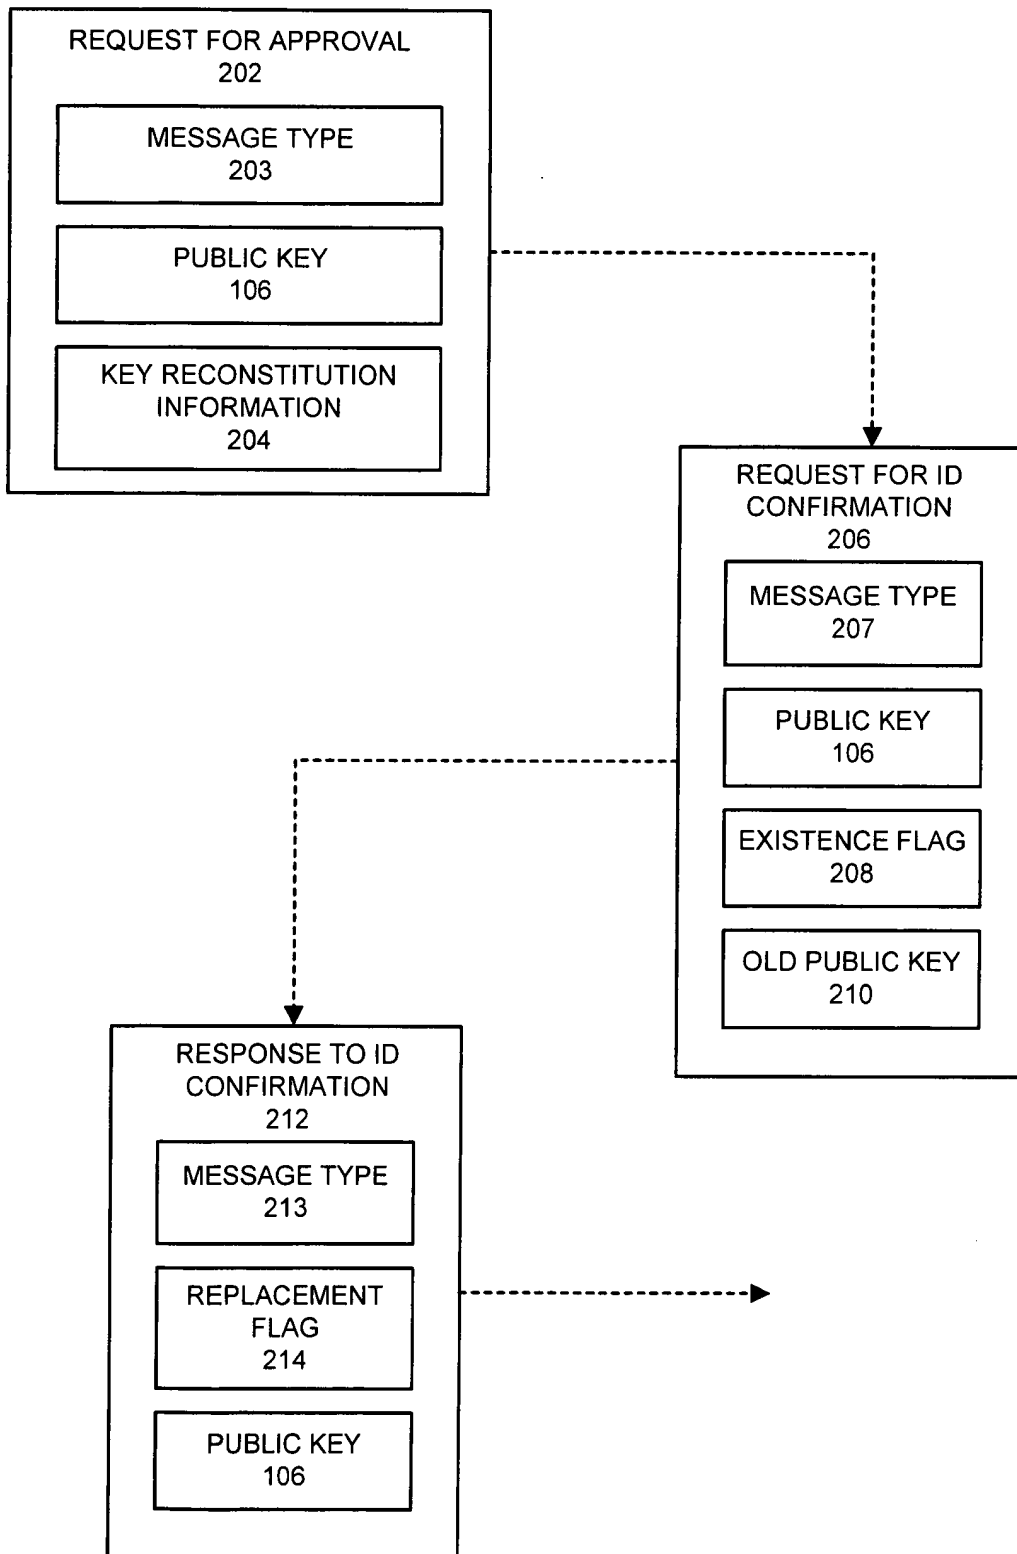 REQUEST FOR APPROVAL
202
MESSAGE TYPE
203
PUBLIC KEY
106
KEY RECONSTITUTION
INFORMATION
204
REQUEST FOR ID
CONFIRMATION
206
MESSAGE TYPE
207
PUBLIC KEY
106
EXISTENCE FLAG
208
OLD PUBLIC KEY
210
RESPONSE TO ID
CONFIRMATION
212
MESSAGE TYPE
213
REPLACEMENT
FLAG
214
PUBLIC KEY
106